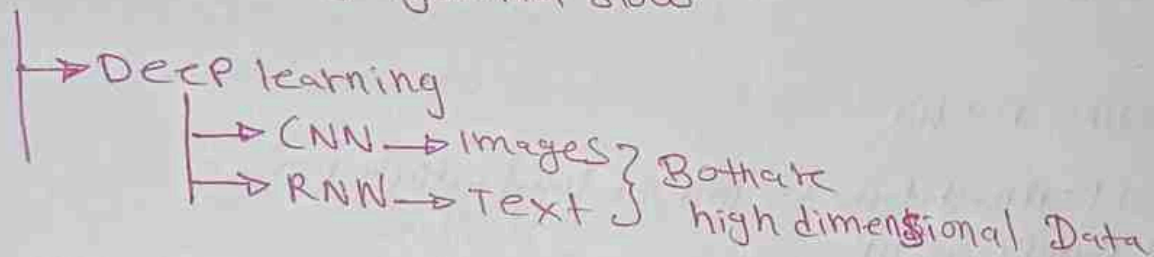 → Deep learning
→ CNN → Images } Both are
→ RNN → Text } high dimensional Data